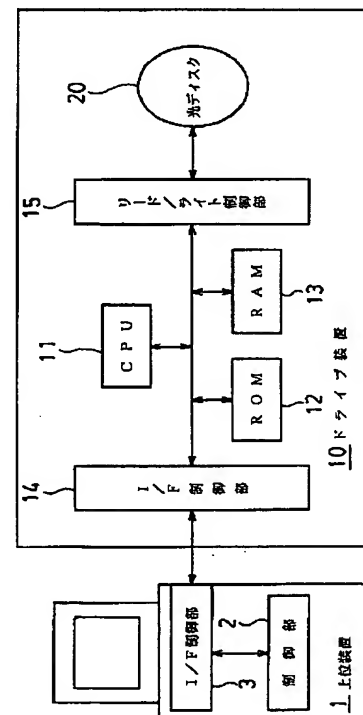 20
光ディスク
15
リード/ライト制御部
11
CPU
RAM
13
ROM
12
10 ドライブ装置
14
I/F制御部
I/F制御部
3
2
制御部
1 上位装置